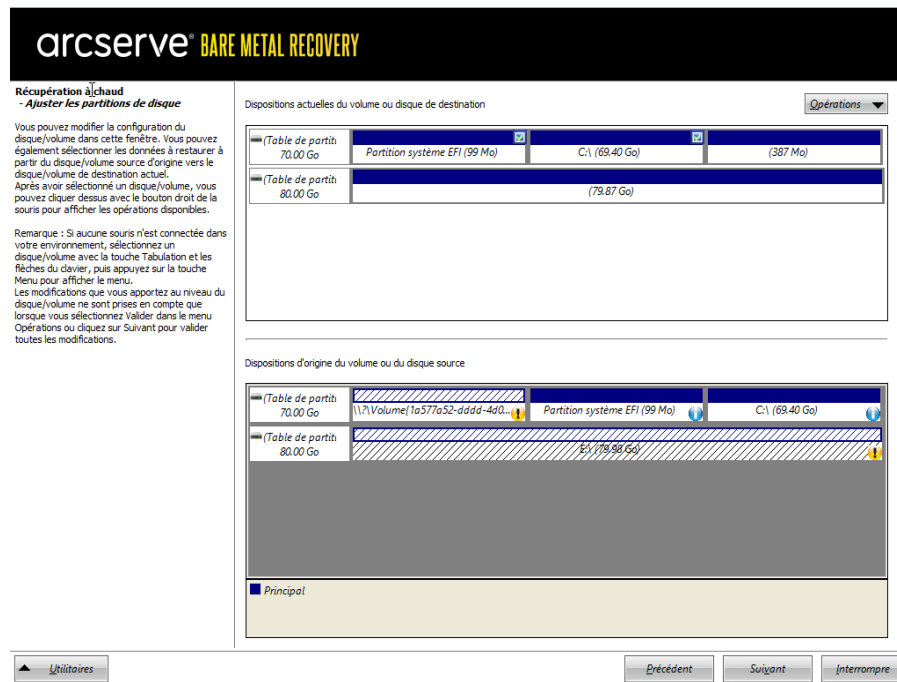 arcserve® BARE METAL RECOVERY
Récupération à chaud
- Ajuster les partitions de disque
Vous pouvez modifier la configuration du
disque/volume dans cette fenêtre. Vous pouvez
également sélectionner les données à restaurer à
partir du disque/volume source d'origine vers le
disque/volume de destination actuel.
Après avoir sélectionné un disque/volume, vous
pouvez cliquer dessus avec le bouton droit de la
souris pour afficher les opérations disponibles.
Remarque : Si aucune souris n'est connectée dans
votre environnement, sélectionnez un
disque/volume avec la touche Tabulation et les
flèches du clavier, puis appuyez sur la touche
Menu pour afficher le menu.
Les modifications que vous apportez au niveau du
disque/volume ne sont prises en compte que
lorsque vous sélectionnez Valider dans le menu
Opérations ou cliquez sur Suivant pour valider
toutes les modifications.
Dispositions actuelles du volume ou disque de destination
Opérations
(Table de partiti
70.00 Go
Partition système EFI (99 Mo)
C:\ (69.40 Go)
(387 Mo)
(Table de partiti
80.00 Go
(79.87 Go)
Dispositions d'origine du volume ou du disque source
(Table de partiti
70.00 Go
\\?\Volume{1a577a52-dddd-4d0...
Partition système EFI (99 Mo)
C:\ (69.40 Go)
(Table de partiti
80.00 Go
E:\ (79.98 Go)
Principal
Utilitaires
Précédent
Suivant
Interrompre